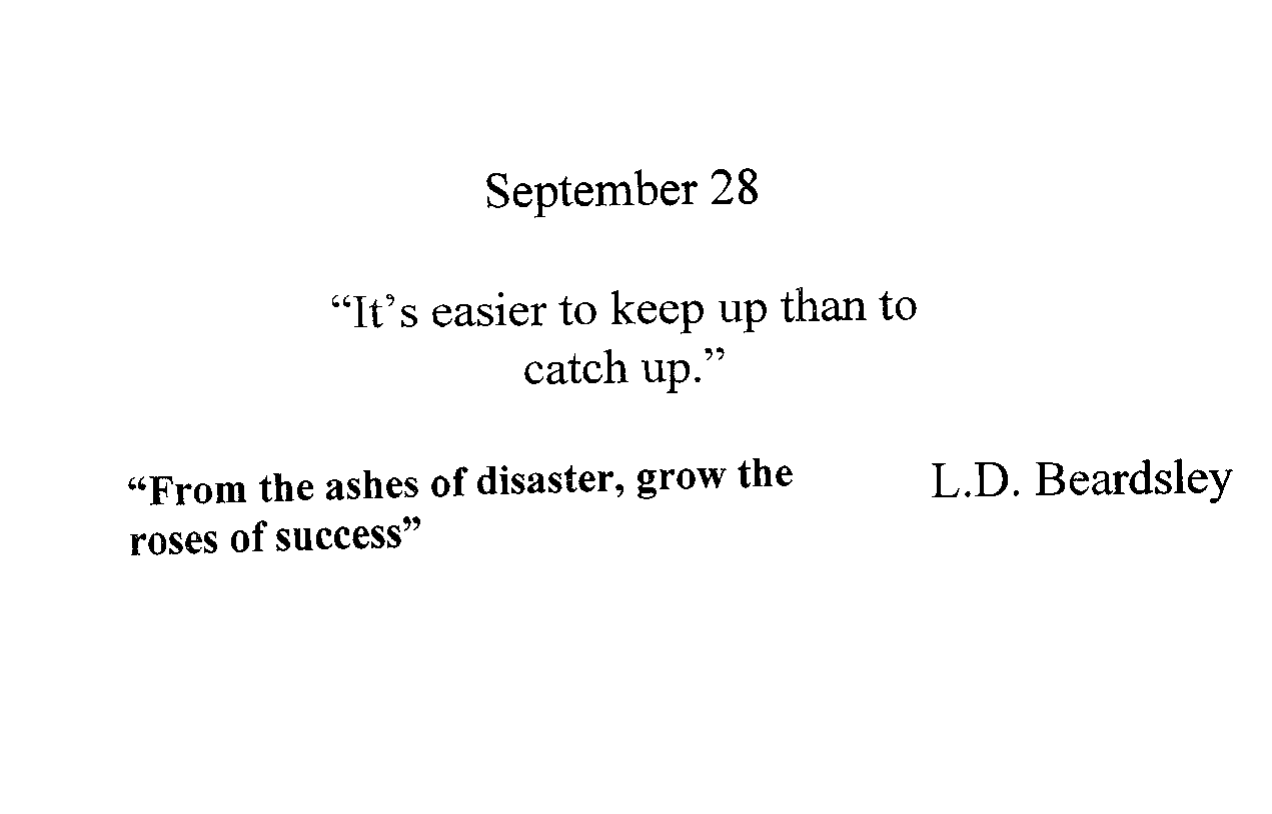 September 28
“It’s easier to keep up than to
catch up.”
“From the ashes of disaster, grow the
roses of success”
L.D. Beardsley